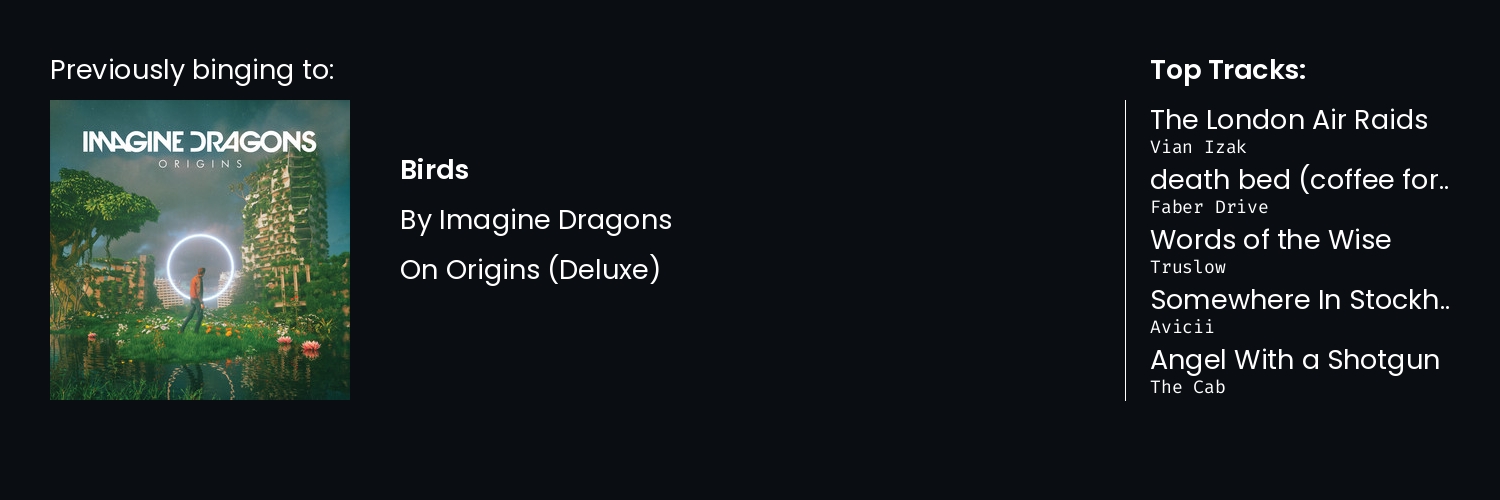 Previously binging to:
IMAGINE DRAGONS
ORIGINS
Birds
By Imagine Dragons
On Origins (Deluxe)
Top Tracks:
The London Air Raids
Vian Izak
death bed (coffee for..
Faber Drive
Words of the Wise
Truslow
Somewhere In Stockh..
Avicii
Angel With a Shotgun
The Cab